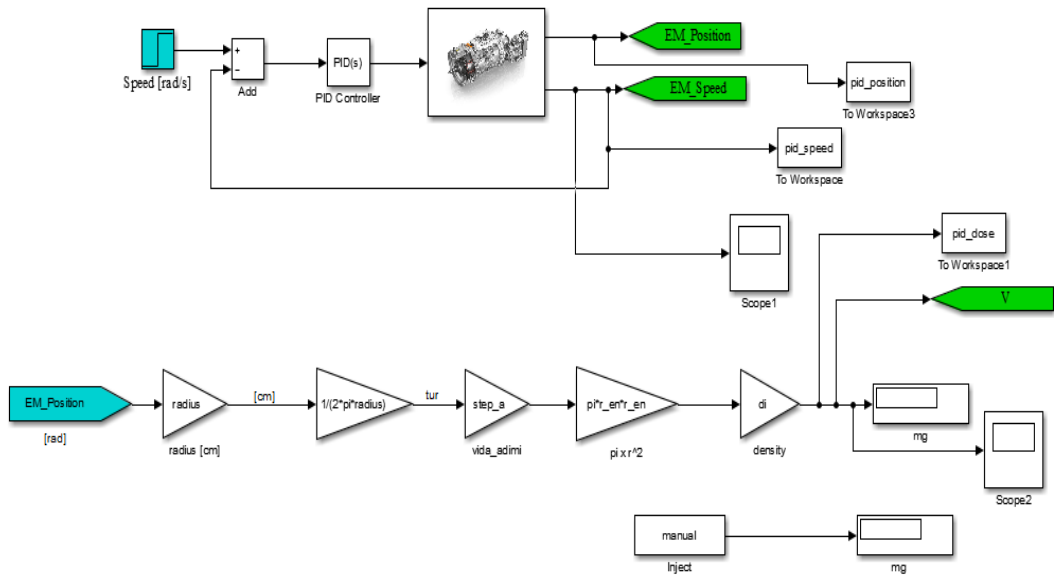 EM_Position
+
−
PID(s)
Speed [rad/s]
Add
PID Controller
EM_Speed
pid_position
To Workspace3
pid_speed
To Workspace
pid_dose
To Workspace1
Scope1
V
EM_Position
radius
[cm]
1/(2*pi*radius)
tur
step_a
pi*r_en*r_en
di
mg
[rad]
radius [cm]
vida_adimi
pi x r^2
density
Scope2
manual
Inject
mg